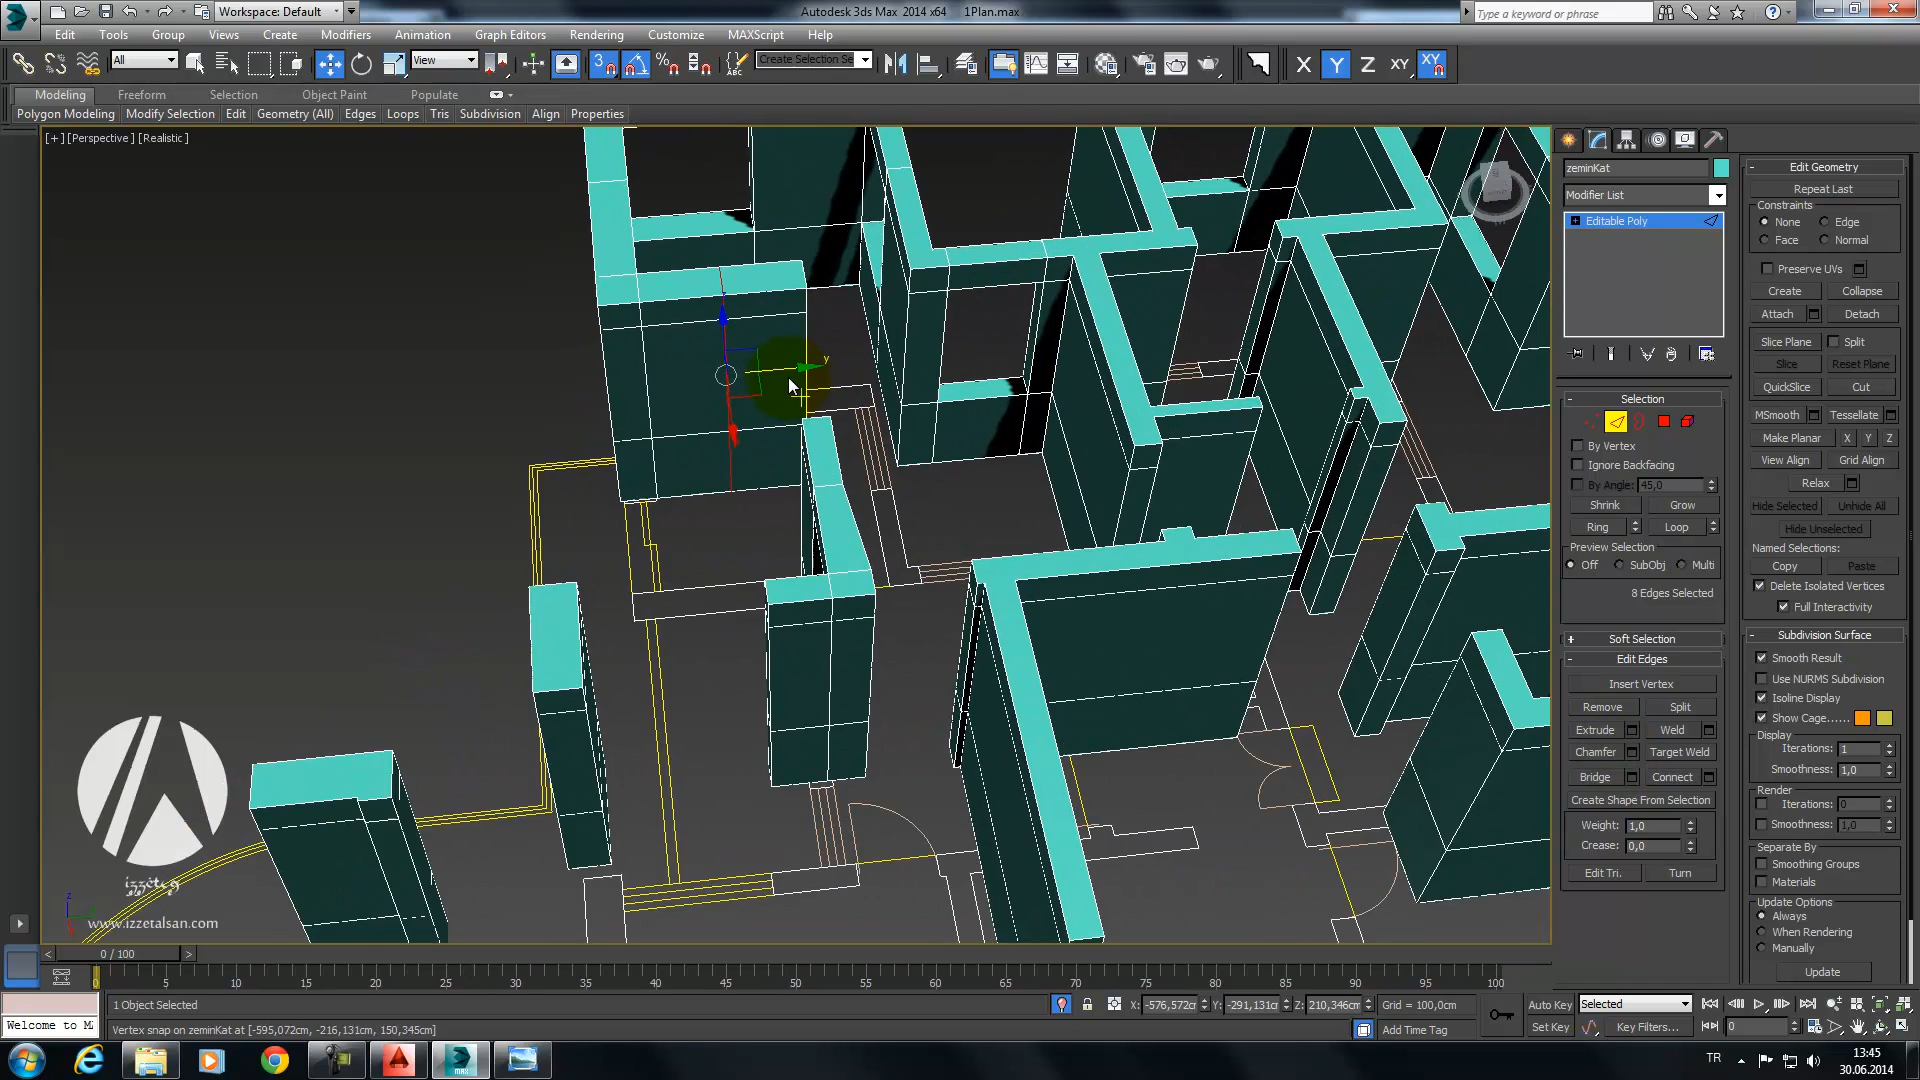 Workspace: Default
Autodesk 3ds Max 2014 x64 1Plan.max
Type a keyword or phrase
Edit Tools Group Views Create Modifiers Animation Graph Editors Rendering Customize MAXScript Help
All
View
3
Create Selection Se
X Y Z XY XY
Modeling Freeform Selection Object Paint Populate
Polygon Modeling Modify Selection Edit Geometry (All) Edges Loops Tris Subdivision Align Properties
[+] [Perspective ] [Realistic ]
zeminKat
Modifier List
Editable Poly
Selection
By Vertex
Ignore Backfacing
By Angle: 45,0
Shrink Grow
Ring Loop
Preview Selection
Off SubObj Multi
8 Edges Selected
Soft Selection
Edit Edges
Insert Vertex
Remove Split
Extrude Weld
Chamfer Target Weld
Bridge Connect
Create Shape From Selection
Weight: 1,0
Crease: 0,0
Edit Tri. Turn
Edit Geometry
Repeat Last
Constraints
None Edge
Face Normal
Preserve UVs
Create Collapse
Attach Detach
Slice Plane Split
Slice Reset Plane
QuickSlice Cut
MSmooth Tessellate
Make Planar X Y Z
View Align Grid Align
Relax
Hide Selected Unhide All
Hide Unselected
Named Selections:
Copy Paste
Delete Isolated Vertices
Full Interactivity
Subdivision Surface
Smooth Result
Use NURMS Subdivision
Isoline Display
Show Cage......
Display
Iterations: 1
Smoothness: 1,0
Render
Iterations: 0
Smoothness: 1,0
Separate By
Smoothing Groups
Materials
Update Options
Always
When Rendering
Manually
Update
y
z
www.izzetalsan.com
0 / 100
0 5 10 15 20 25 30 35 40 45 50 55 60 65 70 75 80 85 90 95 100
1 Object Selected
X: -576,572cm Y: -291,131cm Z: 210,346cm Grid = 100,0cm
Auto Key Selected
Welcome to M
Vertex snap on zeminKat at [-595,072cm, -216,131cm, 150,345cm]
Add Time Tag
Set Key Key Filters... 0
MAX
TR
13:45
30.06.2014